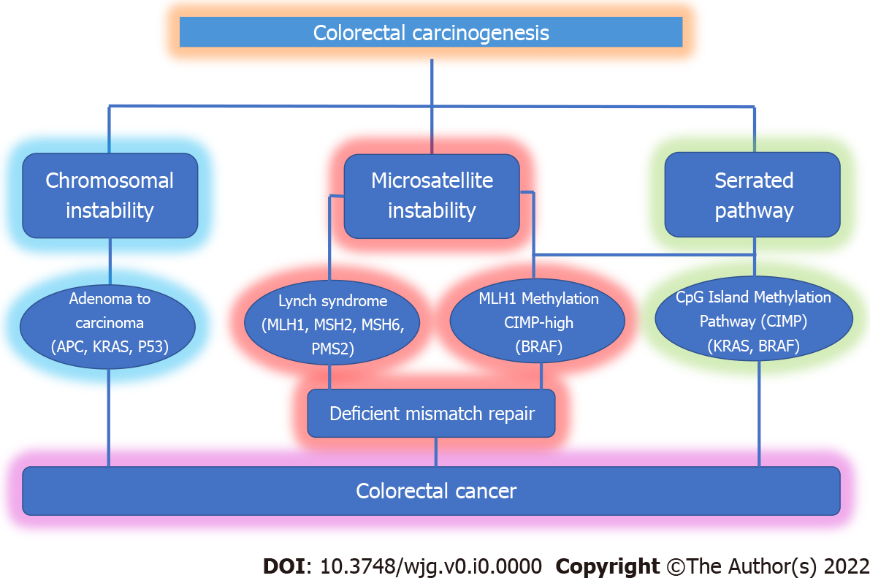 Colorectal carcinogenesis
Chromosomal
instability
Microsatellite
instability
Serrated
pathway
Adenoma to
carcinoma
(APC, KRAS, P53)
Lynch syndrome
(MLH1, MSH2, MSH6,
PMS2)
MLH1 Methylation
CIMP-high
(BRAF)
CpG Island Methylation
Pathway (CIMP)
(KRAS, BRAF)
Deficient mismatch repair
Colorectal cancer
DOI: 10.3748/wjg.v0.i0.0000 Copyright ©The Author(s) 2022